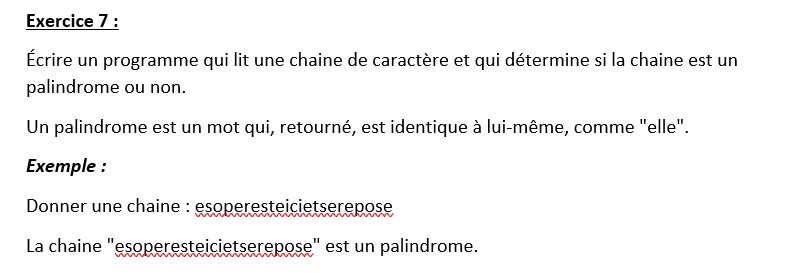 Exercice 7 :
Écrire un programme qui lit une chaine de caractère et qui détermine si la chaine est un
palindrome ou non.
Un palindrome est un mot qui, retourné, est identique à lui-même, comme "elle".
Exemple :
Donner une chaine : esoperesteicietserepose
La chaine "esoperesteicietserepose" est un palindrome.